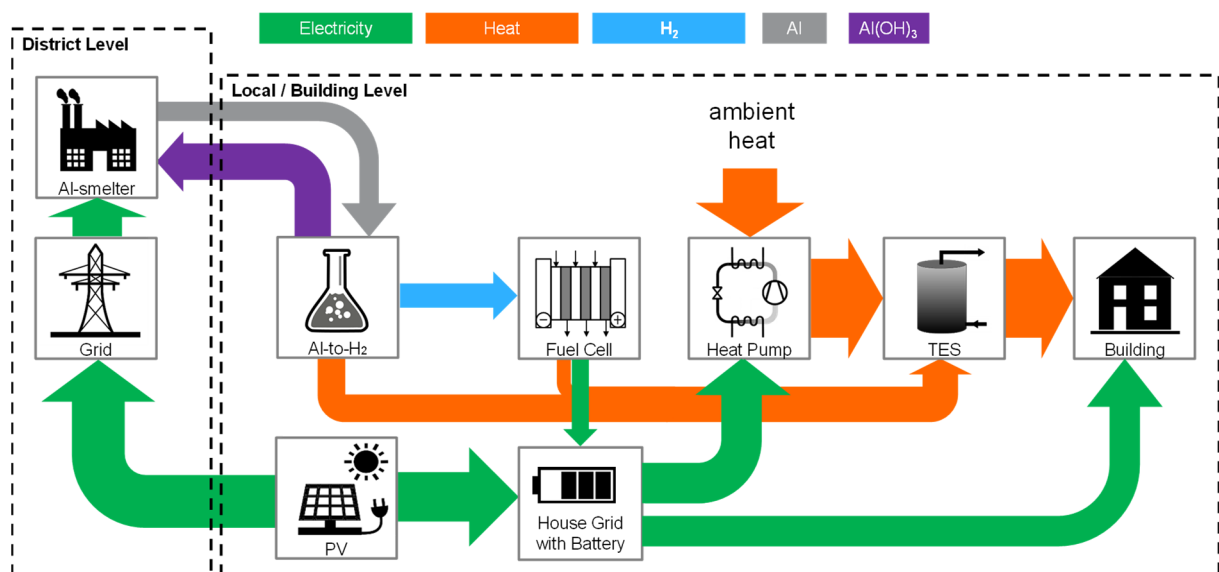 Electricity
Heat
H₂
Al
Al(OH)₃
District Level
Local / Building Level
ambient
heat
Al-smelter
Grid
Al-to-H₂
Fuel Cell
Heat Pump
TES
Building
PV
House Grid
with Battery